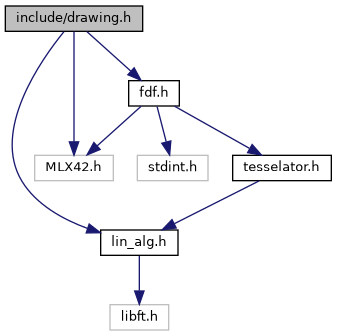 include/drawing.h
fdf.h
MLX42.h
stdint.h
tesselator.h
lin_alg.h
libft.h